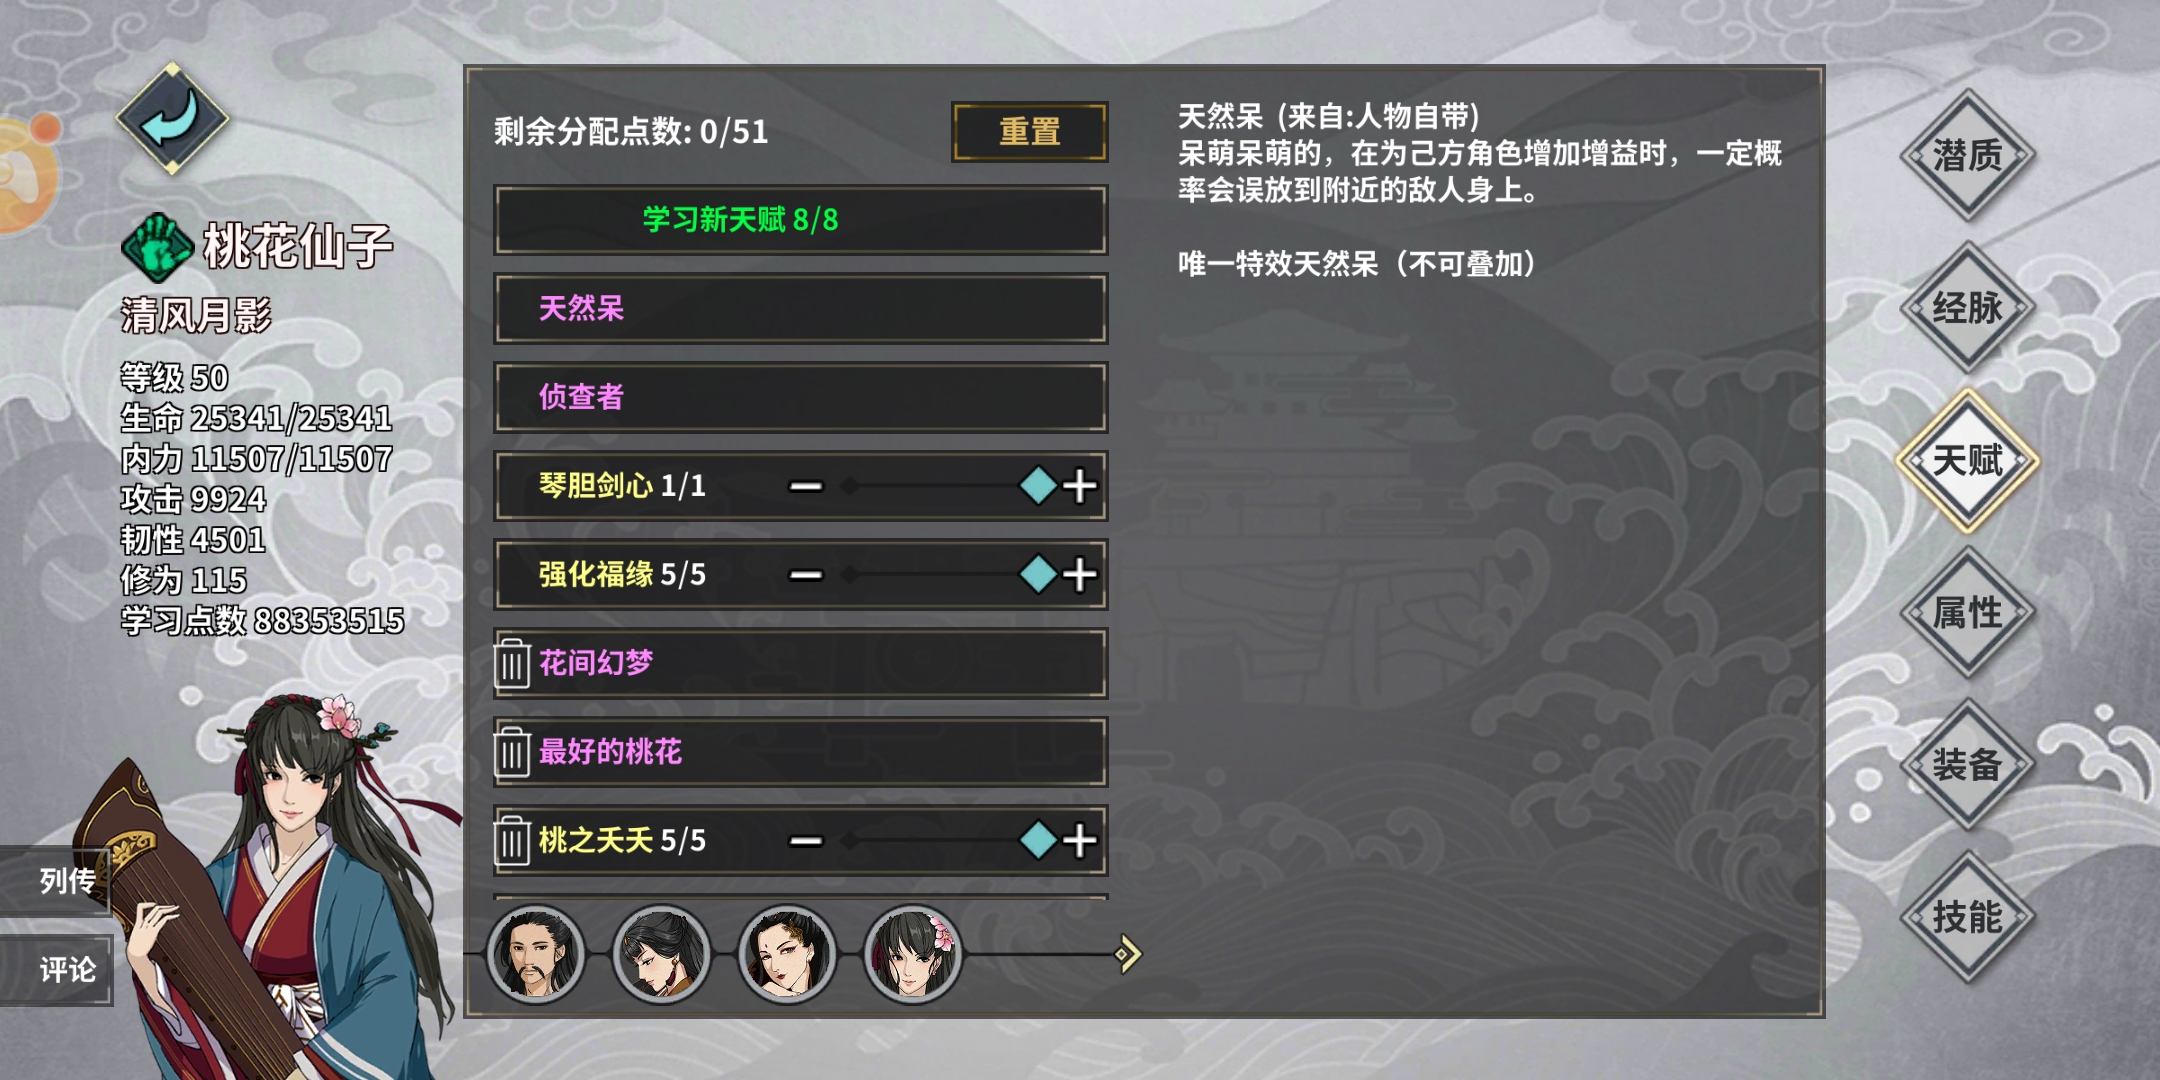 桃花仙子
清风月影
等级 50
生命 25341/25341
内力 11507/11507
攻击 9924
韧性 4501
修为 115
学习点数 88353515
列传
评论
剩余分配点数: 0/51
重置
学习新天赋 8/8
天然呆
侦查者
琴胆剑心 1/1
强化福缘 5/5
花间幻梦
最好的桃花
桃之夭夭 5/5
天然呆 (来自:人物自带)
呆萌呆萌的，在为己方角色增加增益时，一定概
率会误放到附近的敌人身上。
唯一特效天然呆（不可叠加）
潜质
经脉
天赋
属性
装备
技能